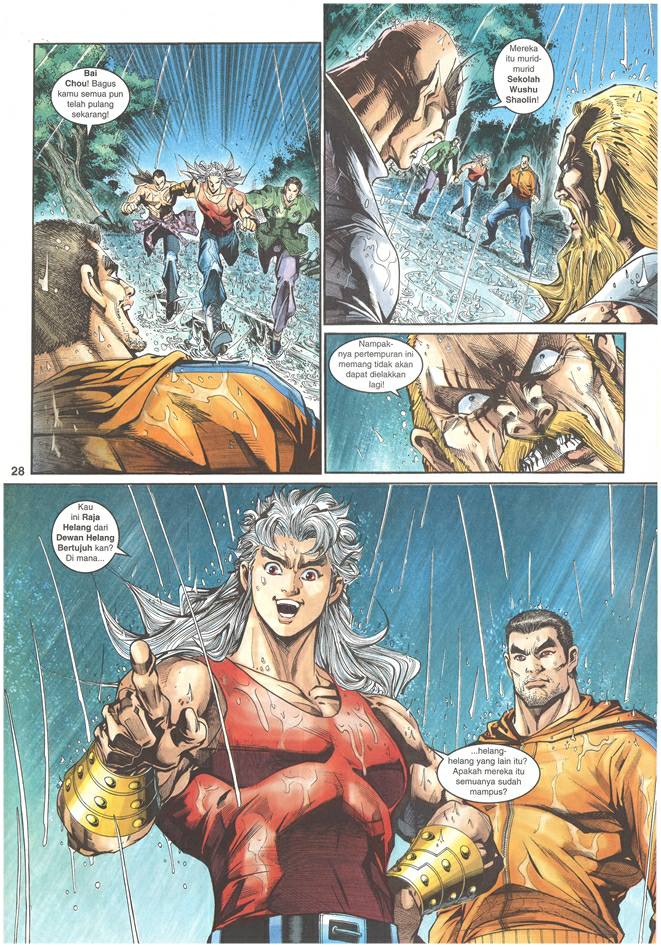 Bai
Chou! Bagus
kamu semua pun
telah pulang
sekarang!
Mereka
itu murid-
murid
Sekolah
Wushu
Shaolin!
Nampak-
nya pertempuran ini
memang tidak akan
dapat dielakkan
lagi!
28
Kau
ini Raja
Helang dari
Dewan Helang
Bertujuh kan?
Di mana...
...helang-
helang yang lain itu?
Apakah mereka itu
semuanya sudah
mampus?